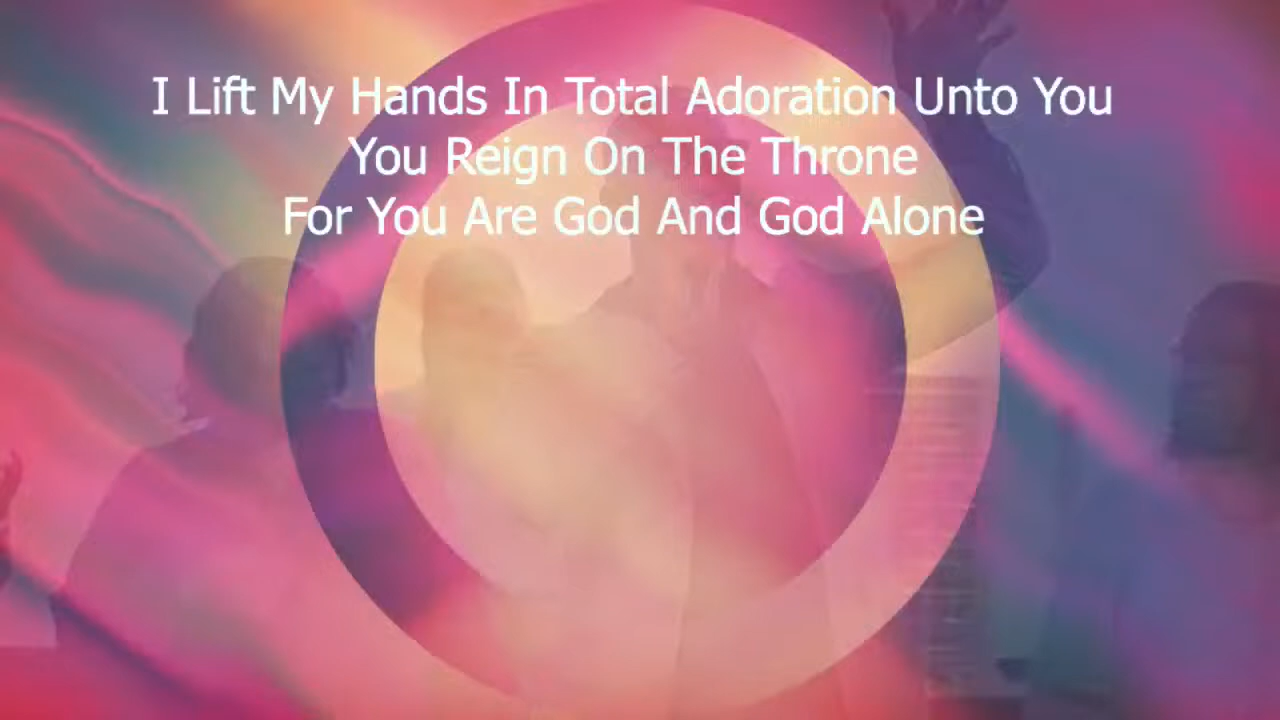 I Lift My Hands In Total Adoration Unto You
You Reign On The Throne
For You Are God And God Alone